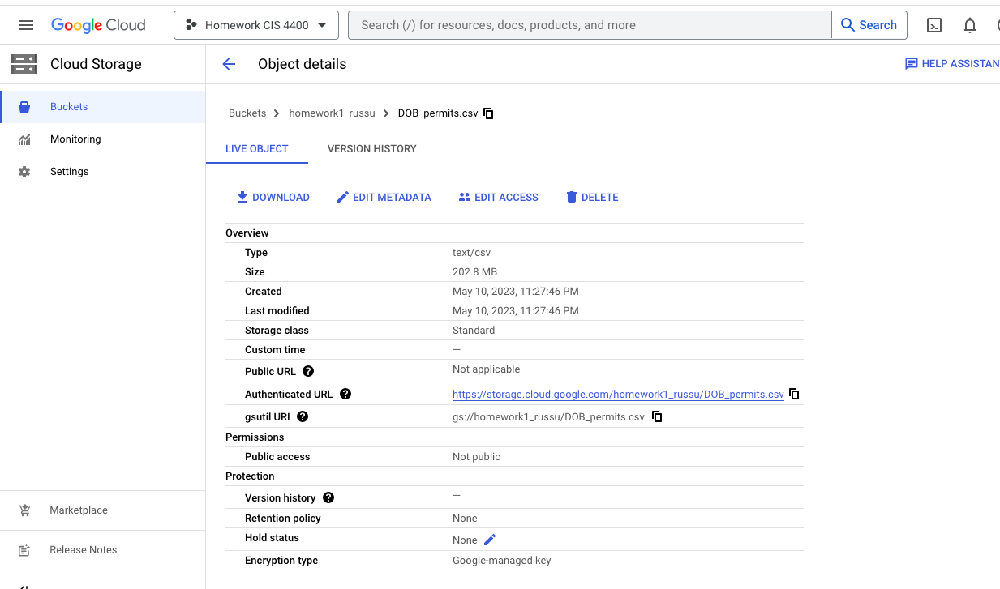 Google Cloud
Homework CIS 4400
Search (/) for resources, docs, products, and more
Search
Cloud Storage
Object details
HELP ASSISTAN
Buckets
Monitoring
Settings
Marketplace
Release Notes
Buckets > homework1_russu > DOB_permits.csv
LIVE OBJECT
VERSION HISTORY
DOWNLOAD
EDIT METADATA
EDIT ACCESS
DELETE
Overview
Type text/csv
Size 202.8 MB
Created May 10, 2023, 11:27:46 PM
Last modified May 10, 2023, 11:27:46 PM
Storage class Standard
Custom time —
Public URL ? Not applicable
Authenticated URL ? https://storage.cloud.google.com/homework1_russu/DOB_permits.csv
gsutil URI ? gs://homework1_russu/DOB_permits.csv
Permissions
Public access Not public
Protection
Version history ? —
Retention policy None
Hold status None
Encryption type Google-managed key